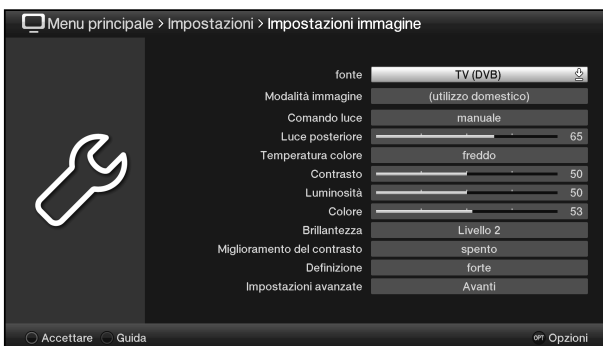 Menu principale > Impostazioni > Impostazioni immagine
fonte TV (DVB)
Modalità immagine (utilizzo domestico)
Comando luce manuale
Luce posteriore 65
Temperatura colore freddo
Contrasto 50
Luminosità 50
Colore 53
Brillantezza Livello 2
Miglioramento del contrasto spento
Definizione forte
Impostazioni avanzate Avanti
Accettare Guida OPT Opzioni